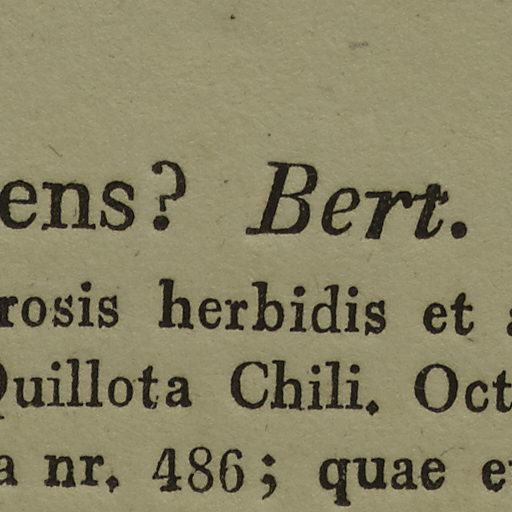 ens? Bert.
rosis herbidis et
Quillota Chili. Oct
a nr. 486; quae e